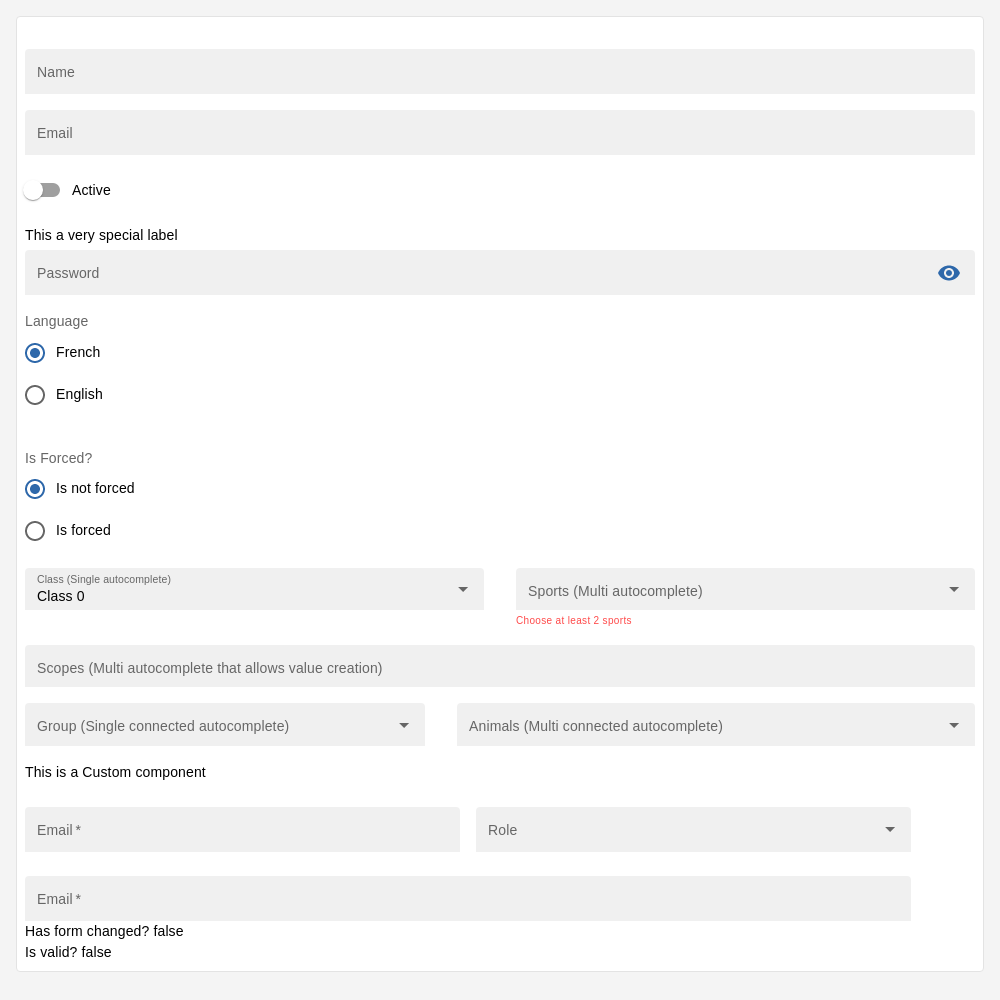 Name
Email
Active
This a very special label
Password
Language
French
English
Is Forced?
Is not forced
Is forced
Class (Single autocomplete)
Class 0
Sports (Multi autocomplete)
Choose at least 2 sports
Scopes (Multi autocomplete that allows value creation)
Group (Single connected autocomplete)
Animals (Multi connected autocomplete)
This is a Custom component
Email *
Role
Email *
Has form changed? false
Is valid? false